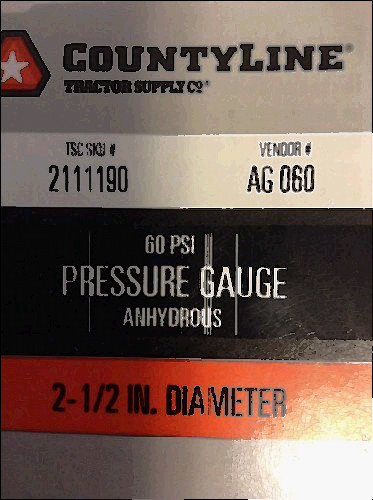 COUNTYLINE®
TRACTOR SUPPLY CO®
TSC SKU # VENDOR #
2111190 AG 060
60 PSI
PRESSURE GAUGE
ANHYDROUS
2-1/2 IN. DIAMETER